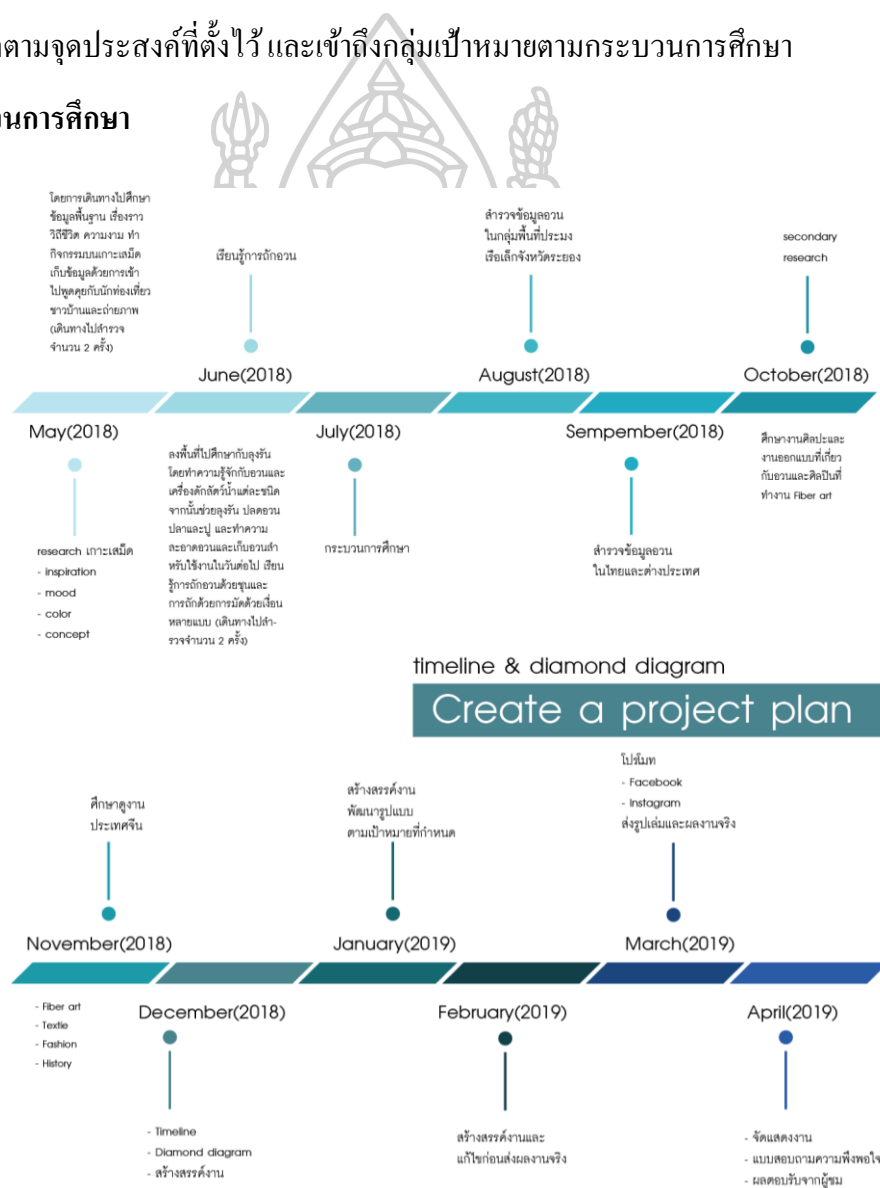 ตามจุดประสงค์ที่ตั้งไว้ และเข้าถึงกลุ่มเป้าหมายตามกระบวนการศึกษา
นการศึกษา
โดยการเดินทางไปศึกษา
ข้อมูลพื้นฐาน เรื่องราว
วิถีชีวิต ความงาม ทำ
กิจกรรมบนเกาะเสม็ด
เก็บข้อมูลด้วยการเข้า
ไปพูดคุยกับนักท่องเที่ยว
ชาวบ้านและถ่ายภาพ
(เดินทางไปสำรวจ
จำนวน 2 ครั้ง)
เรียนรู้การถักอวน
สำรวจข้อมูลอวน
ในกลุ่มพื้นที่ประมง
เรือเล็กจังหวัดระยอง
secondary
research
June(2018)
August(2018)
October(2018)
May(2018)
research เกาะเสม็ด
- inspiration
- mood
- color
- concept
ลงพื้นที่ไปศึกษากับลุงรัน
โดยทำความรู้จักกับอวนและ
เครื่องดักสัตว์น้ำแต่ละชนิด
จากนั้นช่วยลุงรัน ปลดอวน
ปลาและปู และทำความ
สะอาดอวนและเก็บอวนสำ
หรับใช้งานในวันต่อไป เรียน
รู้การถักอวนด้วยชุนและ
การถักด้วยการมัดด้วยเงื่อน
หลายแบบ (เดินทางไปสำ-
รวจจำนวน 2 ครั้ง)
July(2018)
กระบวนการศึกษา
Sempember(2018)
สำรวจข้อมูลอวน
ในไทยและต่างประเทศ
ศึกษางานศิลปะและ
งานออกแบบที่เกี่ยว
กับอวนและศิลปินที่
ทำงาน Fiber art
timeline & diamond diagram
Create a project plan
ศึกษาดูงาน
ประเทศจีน
สร้างสรรค์งาน
พัฒนารูปแบบ
ตามเป้าหมายที่กำหนด
โปรโมท
- Facebook
- Instagram
ส่งรูปเล่มและผลงานจริง
November(2018)
January(2019)
March(2019)
- Fiber art
- Textie
- Fashion
- History
December(2018)
- Timeline
- Diamond diagram
- สร้างสรรค์งาน
February(2019)
สร้างสรรค์งานและ
แก้ไขก่อนส่งผลงานจริง
April(2019)
- จัดแสดงงาน
- แบบสอบถามความพึงพอใจ
- ผลตอบรับจากผู้ชม